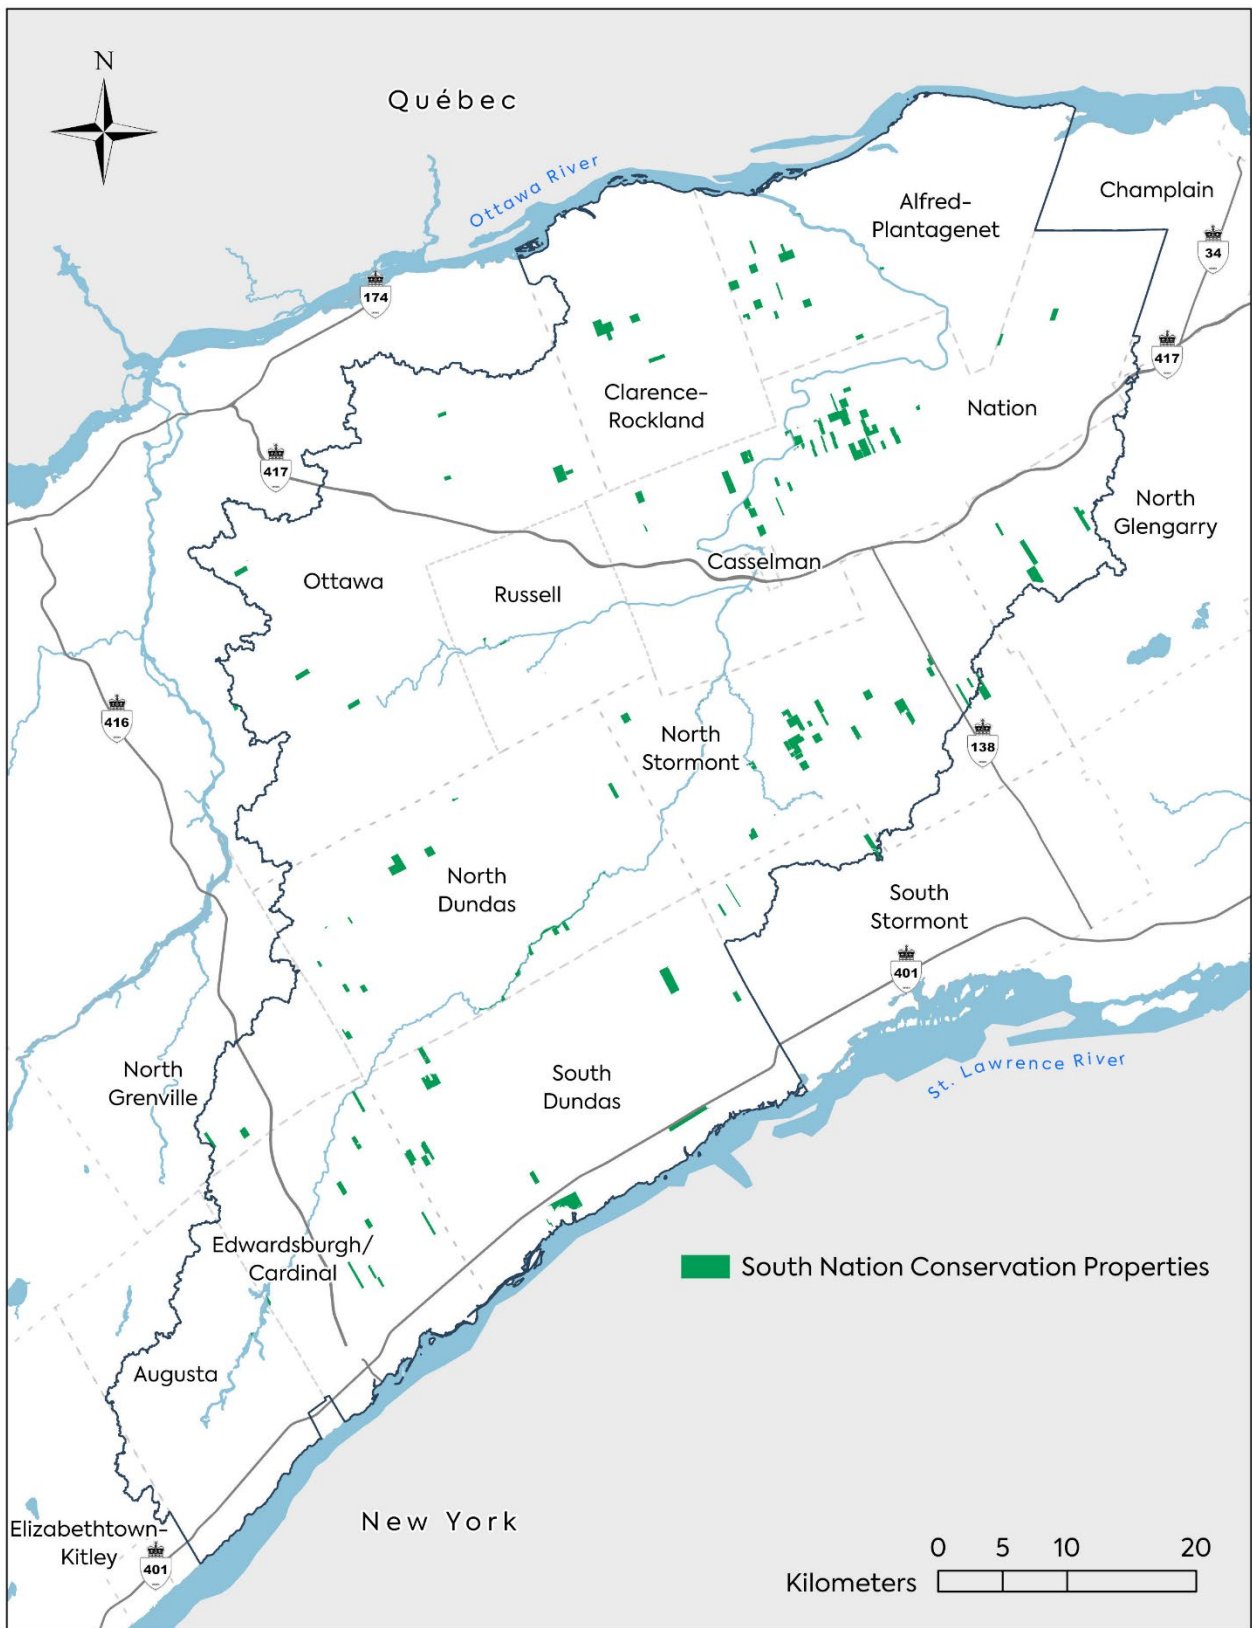 N
Québec
Ottawa River
Alfred-
Plantagenet
Champlain
34
174
417
Clarence-
Rockland
Nation
417
North
Glengarry
Casselman
Ottawa
Russell
416
North
Stormont
138
North
Dundas
South
Stormont
401
St. Lawrence River
North
Grenville
South
Dundas
Edwardsburgh/
Cardinal
South Nation Conservation Properties
Augusta
New York
Elizabethtown-
Kitley
401
0 5 10 20
Kilometers